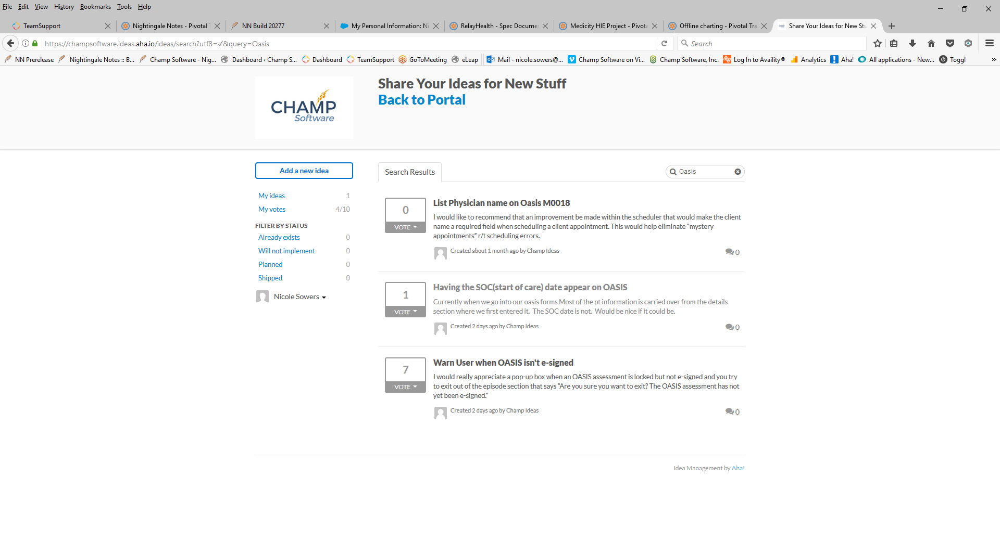 File Edit View History Bookmarks Tools Help
TeamSupport
Nightingale Notes - Pivotal T
NN Build 20277
My Personal Information: Ni
RelayHealth - Spec Docume
Medicity HIE Project - Pivota
Offline charting - Pivotal Tra
Share Your Ideas for New Stu
https://champsoftware.ideas.aha.io/ideas/search?utf8=✓&query=Oasis
Search
NN Prerelease
Nightingale Notes :: B...
Champ Software - Nig...
Dashboard ‹ Champ S...
Dashboard
TeamSupport
GoToMeeting
eLeap
Mail - nicole.sowers@...
Champ Software on Vi...
Champ Software, Inc.
Log In to Availity®
Analytics
Aha!
All applications - New...
Toggl
»
CHAMP
Software
Share Your Ideas for New Stuff
Back to Portal
Add a new idea
My ideas 1
My votes 4/10
FILTER BY STATUS
Already exists 0
Will not implement 0
Planned 0
Shipped 0
Nicole Sowers
Search Results
Oasis
0
VOTE
List Physician name on Oasis M0018
I would like to recommend that an improvement be made within the scheduler that would make the client
name a required field when scheduling a client appointment. This would help eliminate “mystery
appointments” r/t scheduling errors.
Created about 1 month ago by Champ Ideas
0
1
VOTE
Having the SOC(start of care) date appear on OASIS
Currently when we go into our oasis forms Most of the pt information is carried over from the details
section where we first entered it. The SOC date is not. Would be nice if it could be.
Created 2 days ago by Champ Ideas
0
7
VOTE
Warn User when OASIS isn't e-signed
I would really appreciate a pop-up box when an OASIS assessment is locked but not e-signed and you try
to exit out of the episode section that says “Are you sure you want to exit? The OASIS assessment has not
yet been e-signed.”
Created 2 days ago by Champ Ideas
0
Idea Management by Aha!